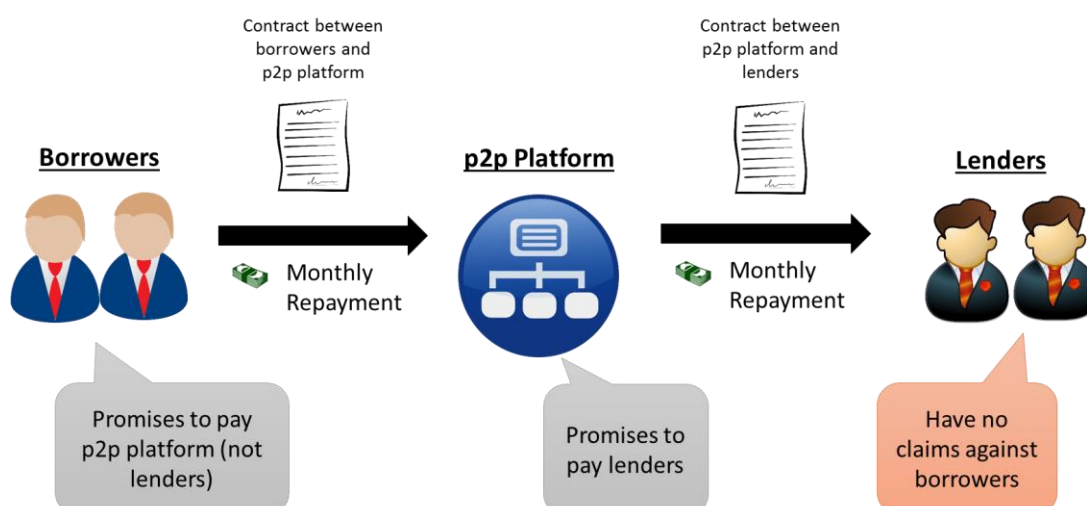 Contract between
borrowers and
p2p platform
Contract between
p2p platform and
lenders
Borrowers
p2p Platform
Lenders
Monthly
Repayment
Monthly
Repayment
Promises to pay
p2p platform (not
lenders)
Promises to
pay lenders
Have no
claims against
borrowers